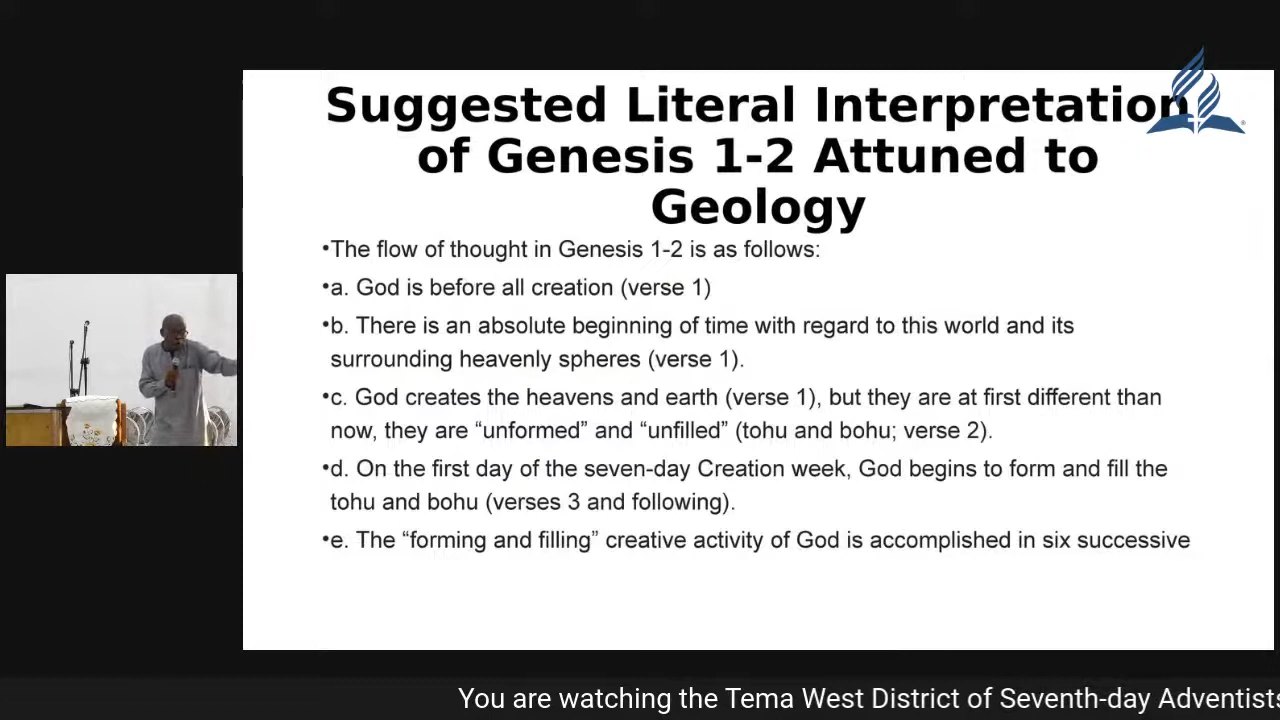 Suggested Literal Interpretation
of Genesis 1-2 Attuned to
Geology
•The flow of thought in Genesis 1-2 is as follows:
•a. God is before all creation (verse 1)
•b. There is an absolute beginning of time with regard to this world and its
surrounding heavenly spheres (verse 1).
•c. God creates the heavens and earth (verse 1), but they are at first different than
now, they are “unformed” and “unfilled” (tohu and bohu; verse 2).
•d. On the first day of the seven-day Creation week, God begins to form and fill the
tohu and bohu (verses 3 and following).
•e. The “forming and filling” creative activity of God is accomplished in six successive
You are watching the Tema West District of Seventh-day Adventists